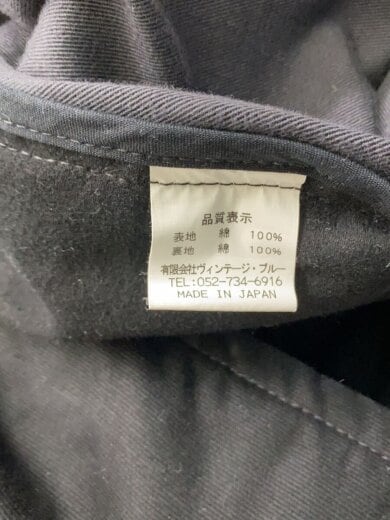 品質表示
表地 綿 100%
裏地 綿 100%
有限会社ヴィンテージ・ブルー
TEL:052-734-6916
MADE IN JAPAN